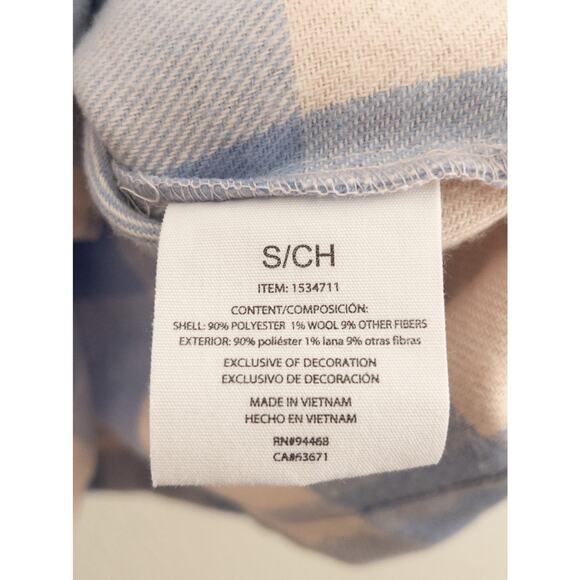 S/CH
ITEM: 1534711
CONTENT/COMPOSICIÓN:
SHELL: 90% POLYESTER 1% WOOL 9% OTHER FIBERS
EXTERIOR: 90% poliéster 1% lana 9% otras fibras
EXCLUSIVE OF DECORATION
EXCLUSIVO DE DECORACIÓN
MADE IN VIETNAM
HECHO EN VIETNAM
RN#94468
CA#53671